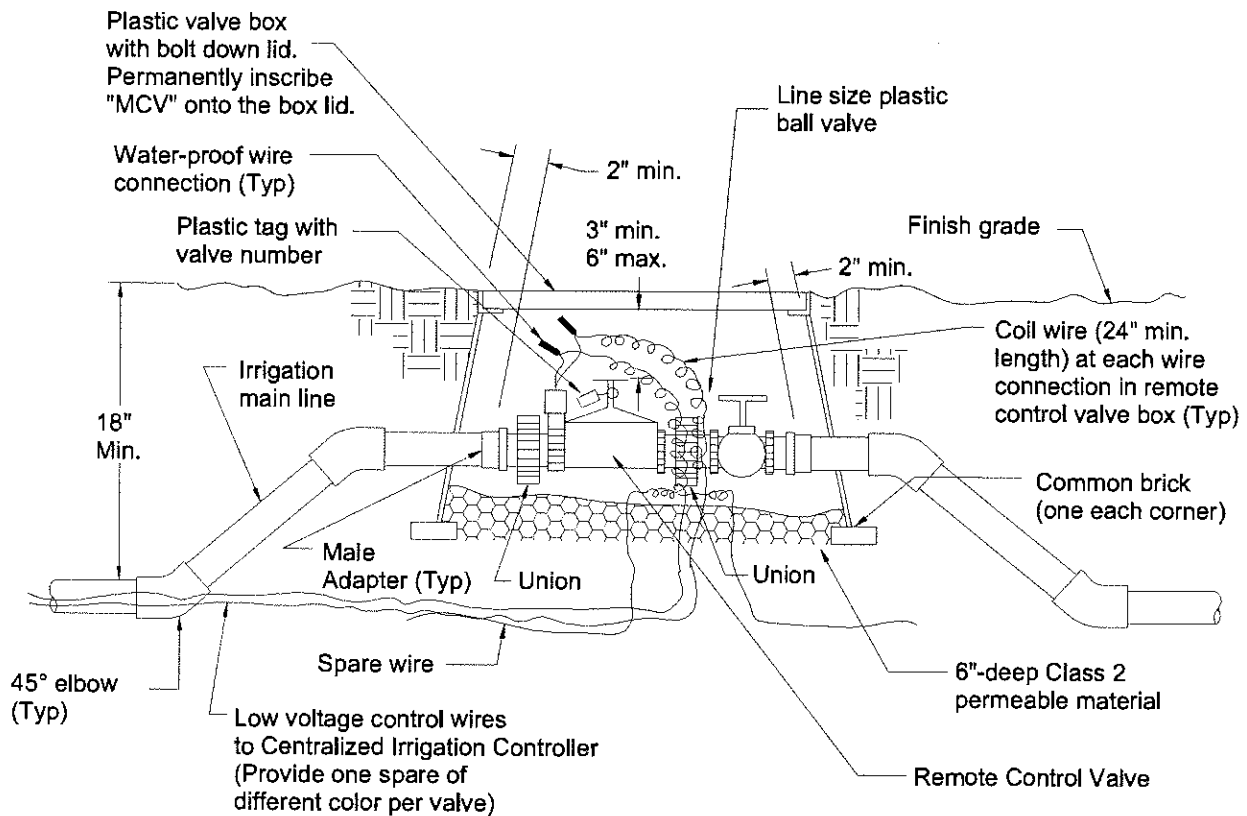 Plastic valve box
with bolt down lid.
Permanently inscribe
"MCV" onto the box lid.
Line size plastic
ball valve
Water-proof wire
connection (Typ)
2" min.
Plastic tag with
valve number
3" min.
6" max.
Finish grade
2" min.
Coil wire (24" min.
length) at each wire
connection in remote
control valve box (Typ)
Irrigation
main line
18"
Min.
Common brick
(one each corner)
Male
Adapter (Typ)
Union
Union
Spare wire
6"-deep Class 2
permeable material
45° elbow
(Typ)
Low voltage control wires
to Centralized Irrigation Controller
(Provide one spare of
different color per valve)
Remote Control Valve